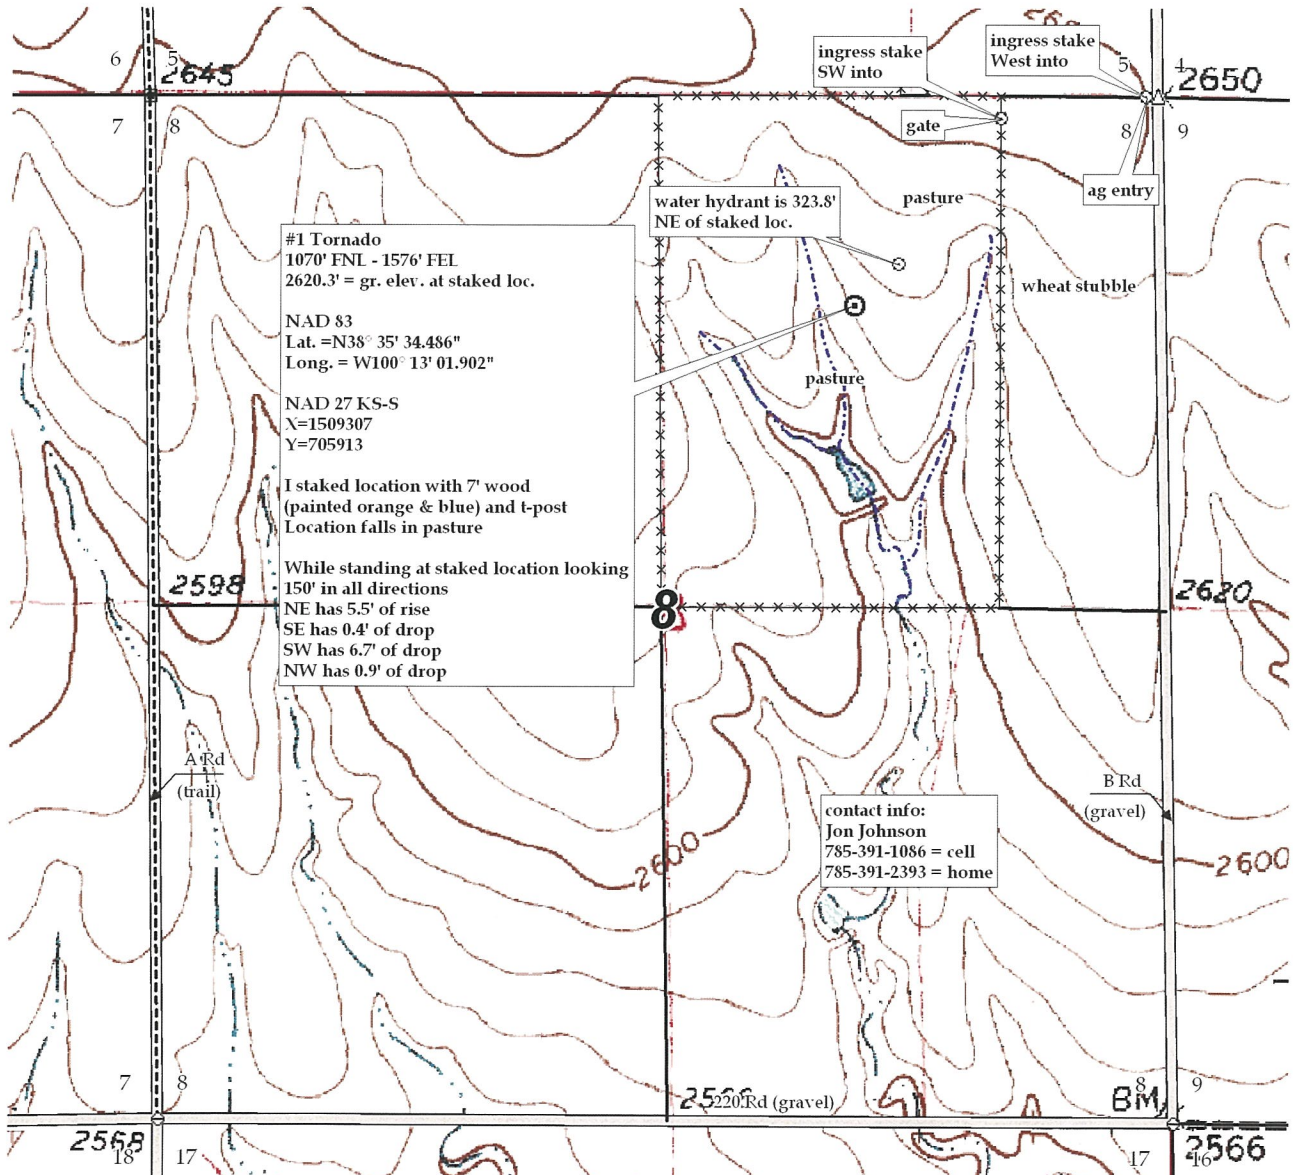 6
5
2645
ingress stake
SW into
ingress stake
West into
5
4
2650
7
8
gate
8
9
ag entry
pasture
water hydrant is 323.8'
NE of staked loc.
#1 Tornado
1070' FNL - 1576' FEL
2620.3' = gr. elev. at staked loc.
NAD 83
Lat. =N38° 35' 34.486"
Long. = W100° 13' 01.902"
NAD 27 KS-S
X=1509307
Y=705913
I staked location with 7' wood
(painted orange & blue) and t-post
Location falls in pasture
While standing at staked location looking
150' in all directions
NE has 5.5' of rise
SE has 0.4' of drop
SW has 6.7' of drop
NW has 0.9' of drop
wheat stubble
pasture
2598
8
2620
A Rd
(trail)
B Rd
(gravel)
contact info:
Jon Johnson
785-391-1086 = cell
785-391-2393 = home
2600
2600
7
8
220 Rd (gravel)
BM
8
9
2568
18
17
17
16
2566